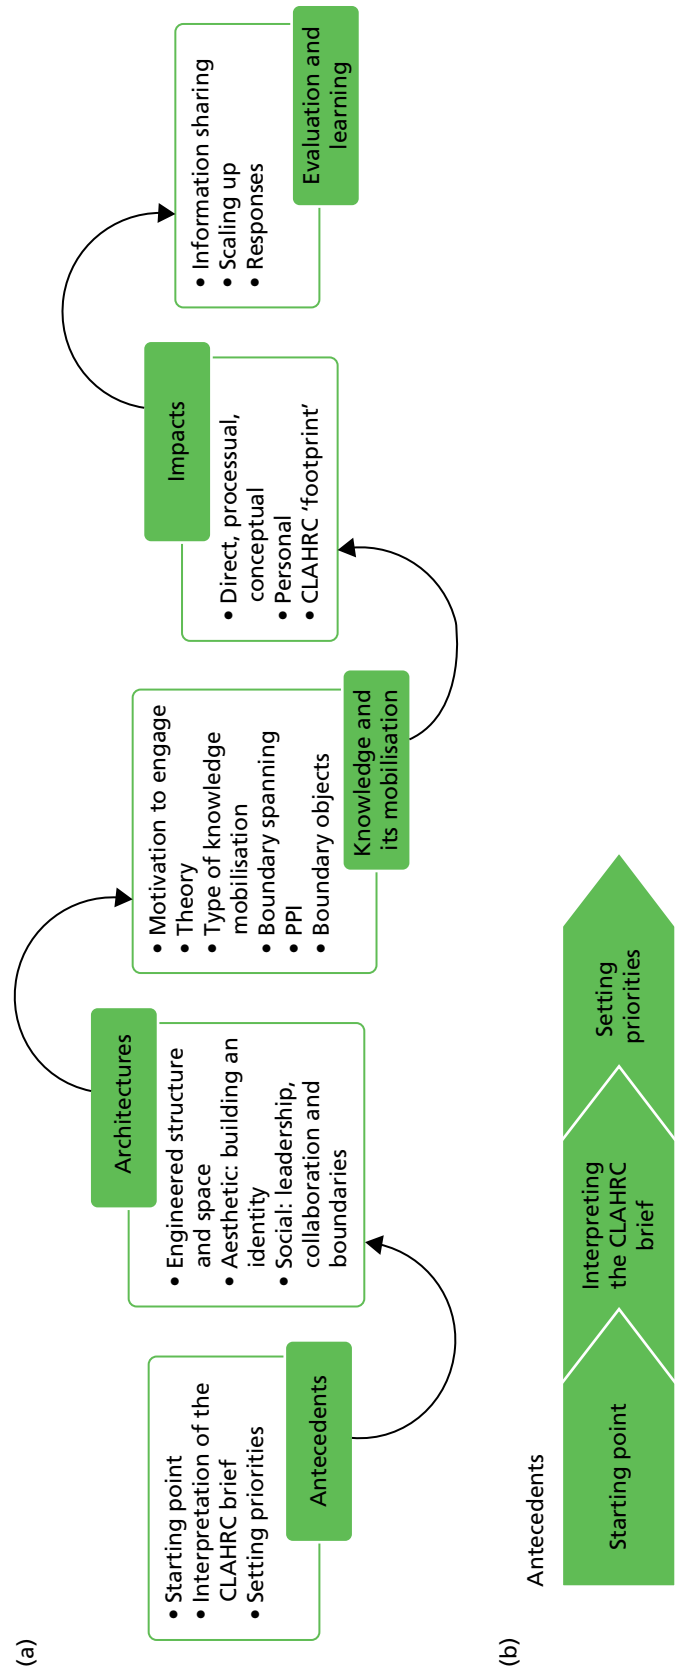 (a)
• Starting point
• Interpretation of the
CLAHRC brief
• Setting priorities
Antecedents
Architectures
• Engineered structure
and space
• Aesthetic: building an
identity
• Social: leadership,
collaboration and
boundaries
• Motivation to engage
• Theory
• Type of knowledge
mobilisation
• Boundary spanning
• PPI
• Boundary objects
Knowledge and
its mobilisation
Impacts
• Direct, processual,
conceptual
• Personal
• CLAHRC ‘footprint’
• Information sharing
• Scaling up
• Responses
Evaluation and
learning
(b)
Antecedents
Starting point
Interpreting
the CLAHRC
brief
Setting
priorities